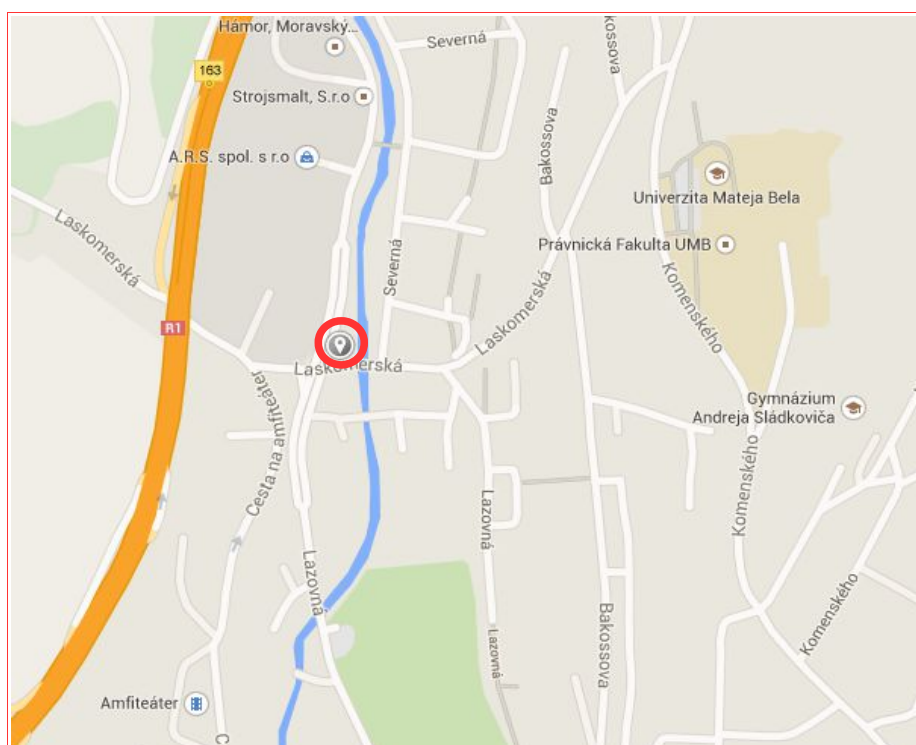 Hámor, Moravský...
Severná
Bakossova
163
Strojsmalt, S.r.o
A.R.S. spol. s r.o
Bakossova
Univerzita Mateja Bela
Laskomerská
Severná
Právnická Fakulta UMB
Komenského
Laskomerská
R1
Laskomerská
Gymnázium
Andreja Sládkoviča
Cesta na amfiteáter
Komenského
Lazovná
Lazovná
Bakossova
Komenského
Lazovná
Amfiteáter
C